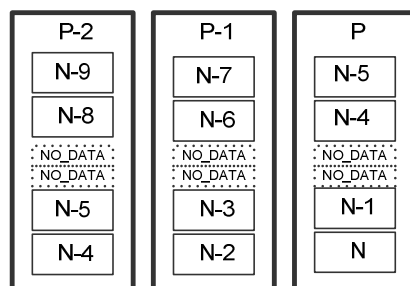 P-2
N-9
N-8
NO_DATA
NO_DATA
N-5
N-4
P-1
N-7
N-6
NO_DATA
NO_DATA
N-3
N-2
P
N-5
N-4
NO_DATA
NO_DATA
N-1
N